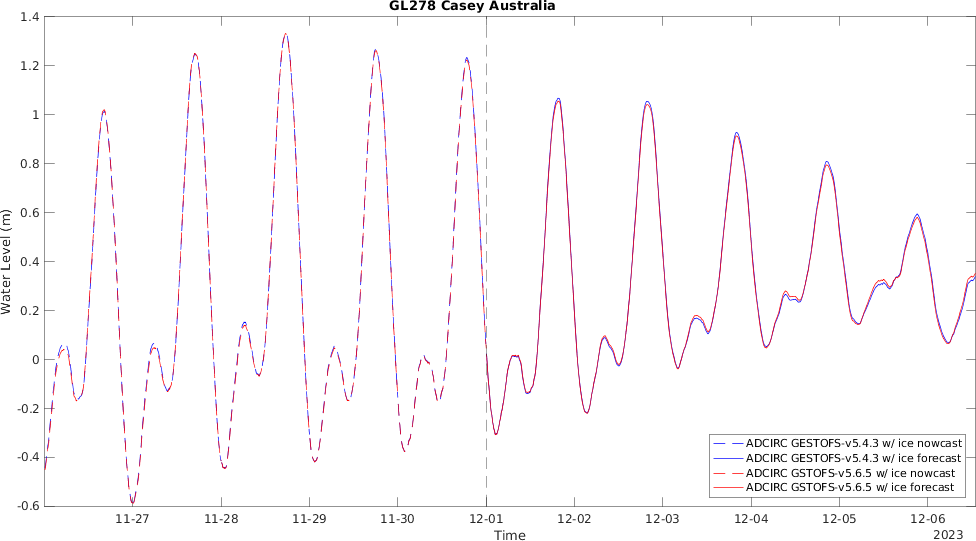 GL278 Casey Australia
Water Level (m)
1.4
1.2
1
0.8
0.6
0.4
0.2
0
-0.2
-0.4
-0.6
11-27 11-28 11-29 11-30 12-01 12-02 12-03 12-04 12-05 12-06
Time
2023
ADCIRC GESTOFS-v5.4.3 w/ ice nowcast
ADCIRC GESTOFS-v5.4.3 w/ ice forecast
ADCIRC GSTOFS-v5.6.5 w/ ice nowcast
ADCIRC GSTOFS-v5.6.5 w/ ice forecast